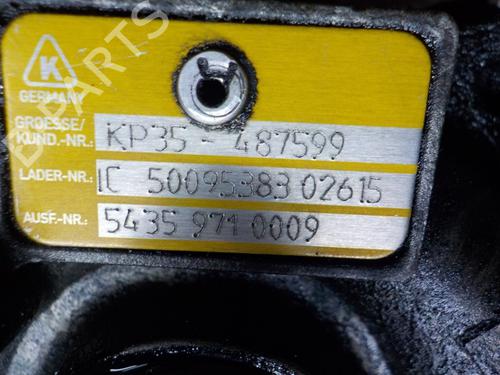 K
GERMANY
GROESSE/
KUND.-NR.: KP35 - 487599
LADER-NR.: IC 50095383 02615
AUSF.-NR.: 5435 971 0009